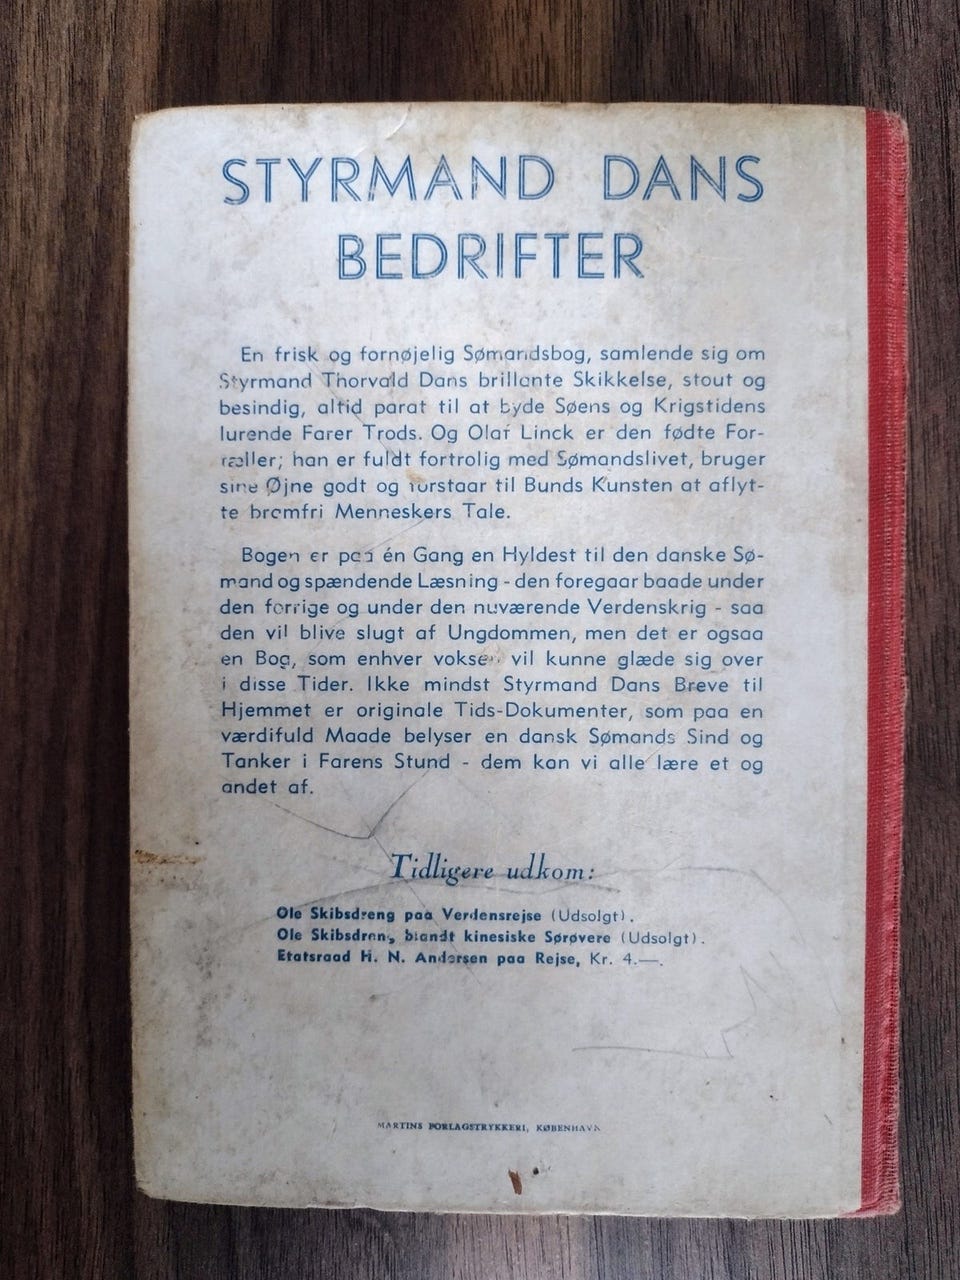 STYRMAND DANS
BEDRIFTER
En frisk og fornøjelig Sømandsbog, samlende sig om
Styrmand Thorvald Dans brillante Skikkelse, stout og
besindig, altid parat til at byde Søens og Krigstidens
lurende Farer Trods. Og Olaf Linck er den fødte For-
tæller; han er fuldt fortrolig med Sømandslivet, bruger
sine Øjne godt og forstaar til Bunds Kunsten at aflyt-
te bramfri Menneskers Tale.
Bogen er paa én Gang en Hyldest til den danske Sø-
mand og spændende Læsning - den foregaar baade under
den forrige og under den nuværende Verdenskrig - saa
den vil blive slugt af Ungdommen, men det er ogsaa
en Bog, som enhver voksen vil kunne glæde sig over
i disse Tider. Ikke mindst Styrmand Dans Breve til
Hjemmet er originale Tids-Dokumenter, som paa en
værdifuld Maade belyser en dansk Sømands Sind og
Tanker i Farens Stund - dem kan vi alle lære et og
andet af.
Tidligere udkom:
Ole Skibsdreng paa Verdensrejse (Udsolgt).
Ole Skibsdreng blandt kinesiske Sørøvere (Udsolgt).
Etatsraad H. N. Andersen paa Rejse, Kr. 4.—.
MARTINS FORLAGSTRYKKERI, KØBENHAVN